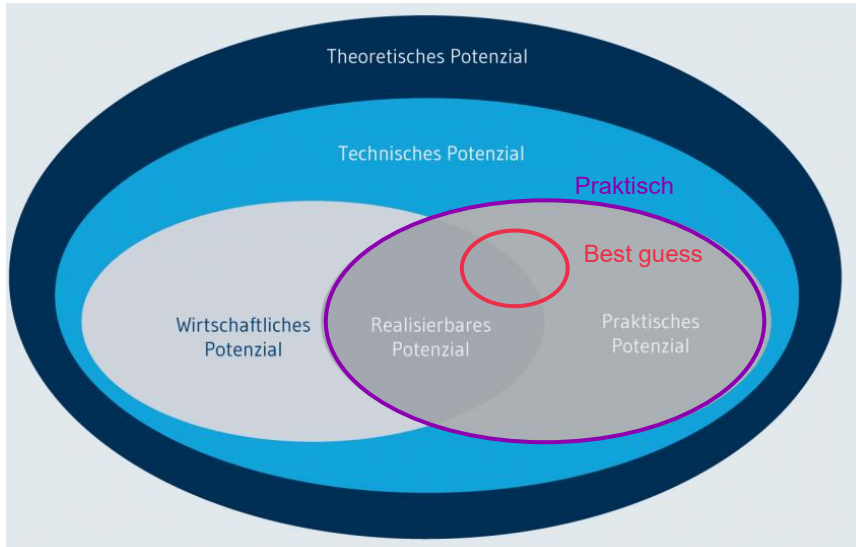 Theoretisches Potenzial
Technisches Potenzial
Praktisch
Best guess
Wirtschaftliches
Potenzial
Realisierbares
Potenzial
Praktisches
Potenzial